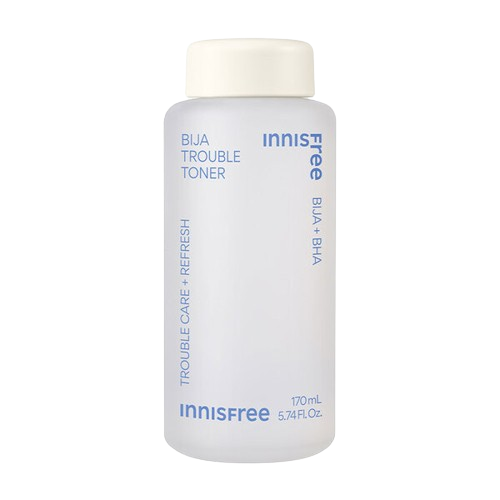 BIJA
TROUBLE
TONER
INNISFree
BIJA + BHA
TROUBLE CARE + REFRESH
INNISFree
170 mL
5.74 Fl. Oz.